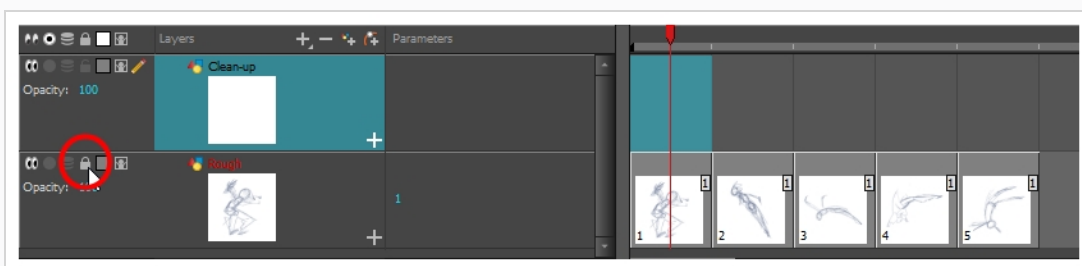 Layers Parameters
Clean-up
Opacity: 100
Rough
Opacity:
1
1 1 1 1 1
1 2 3 4 5